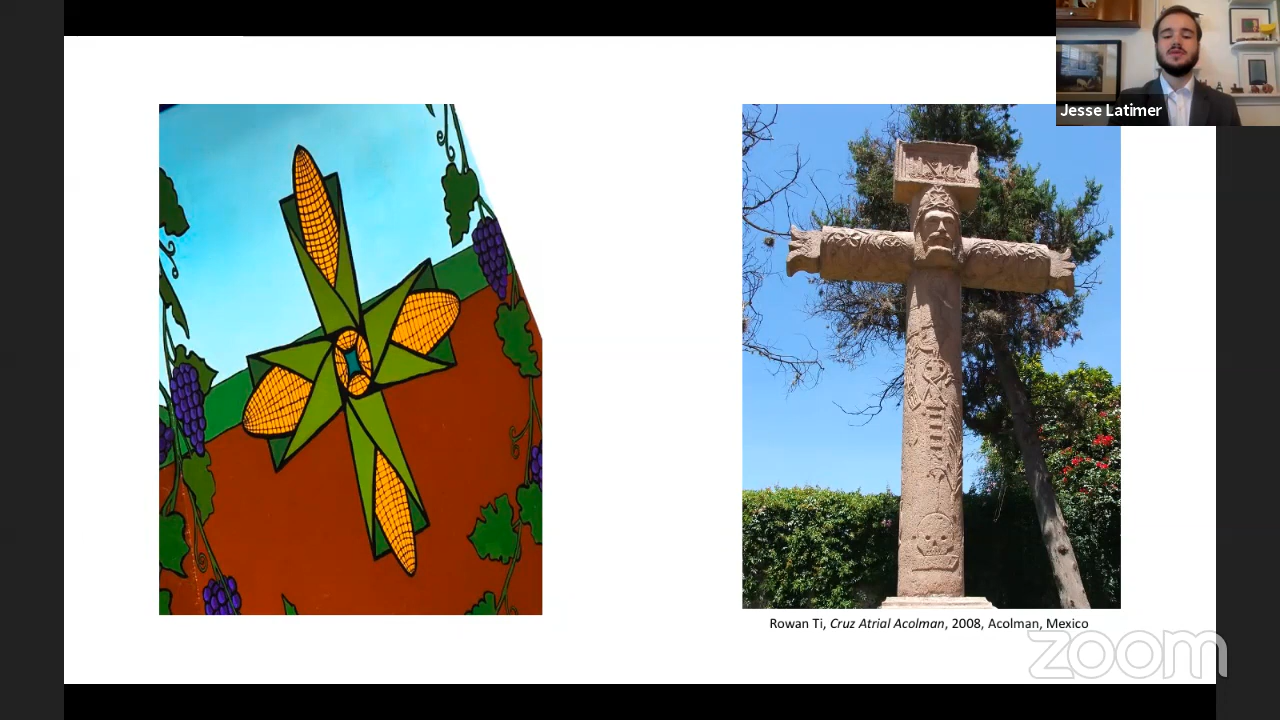 Jesse Latimer
Rowan Ti, Cruz Atrial Acolman, 2008, Acolman, Mexico
zoom